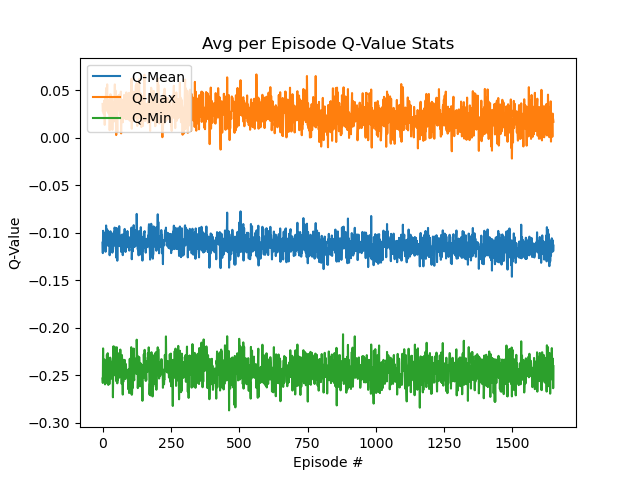 Avg per Episode Q-Value Stats
Q-Mean
Q-Max
Q-Min
Q-Value
0.05
0.00
−0.05
−0.10
−0.15
−0.20
−0.25
−0.30
0 250 500 750 1000 1250 1500
Episode #